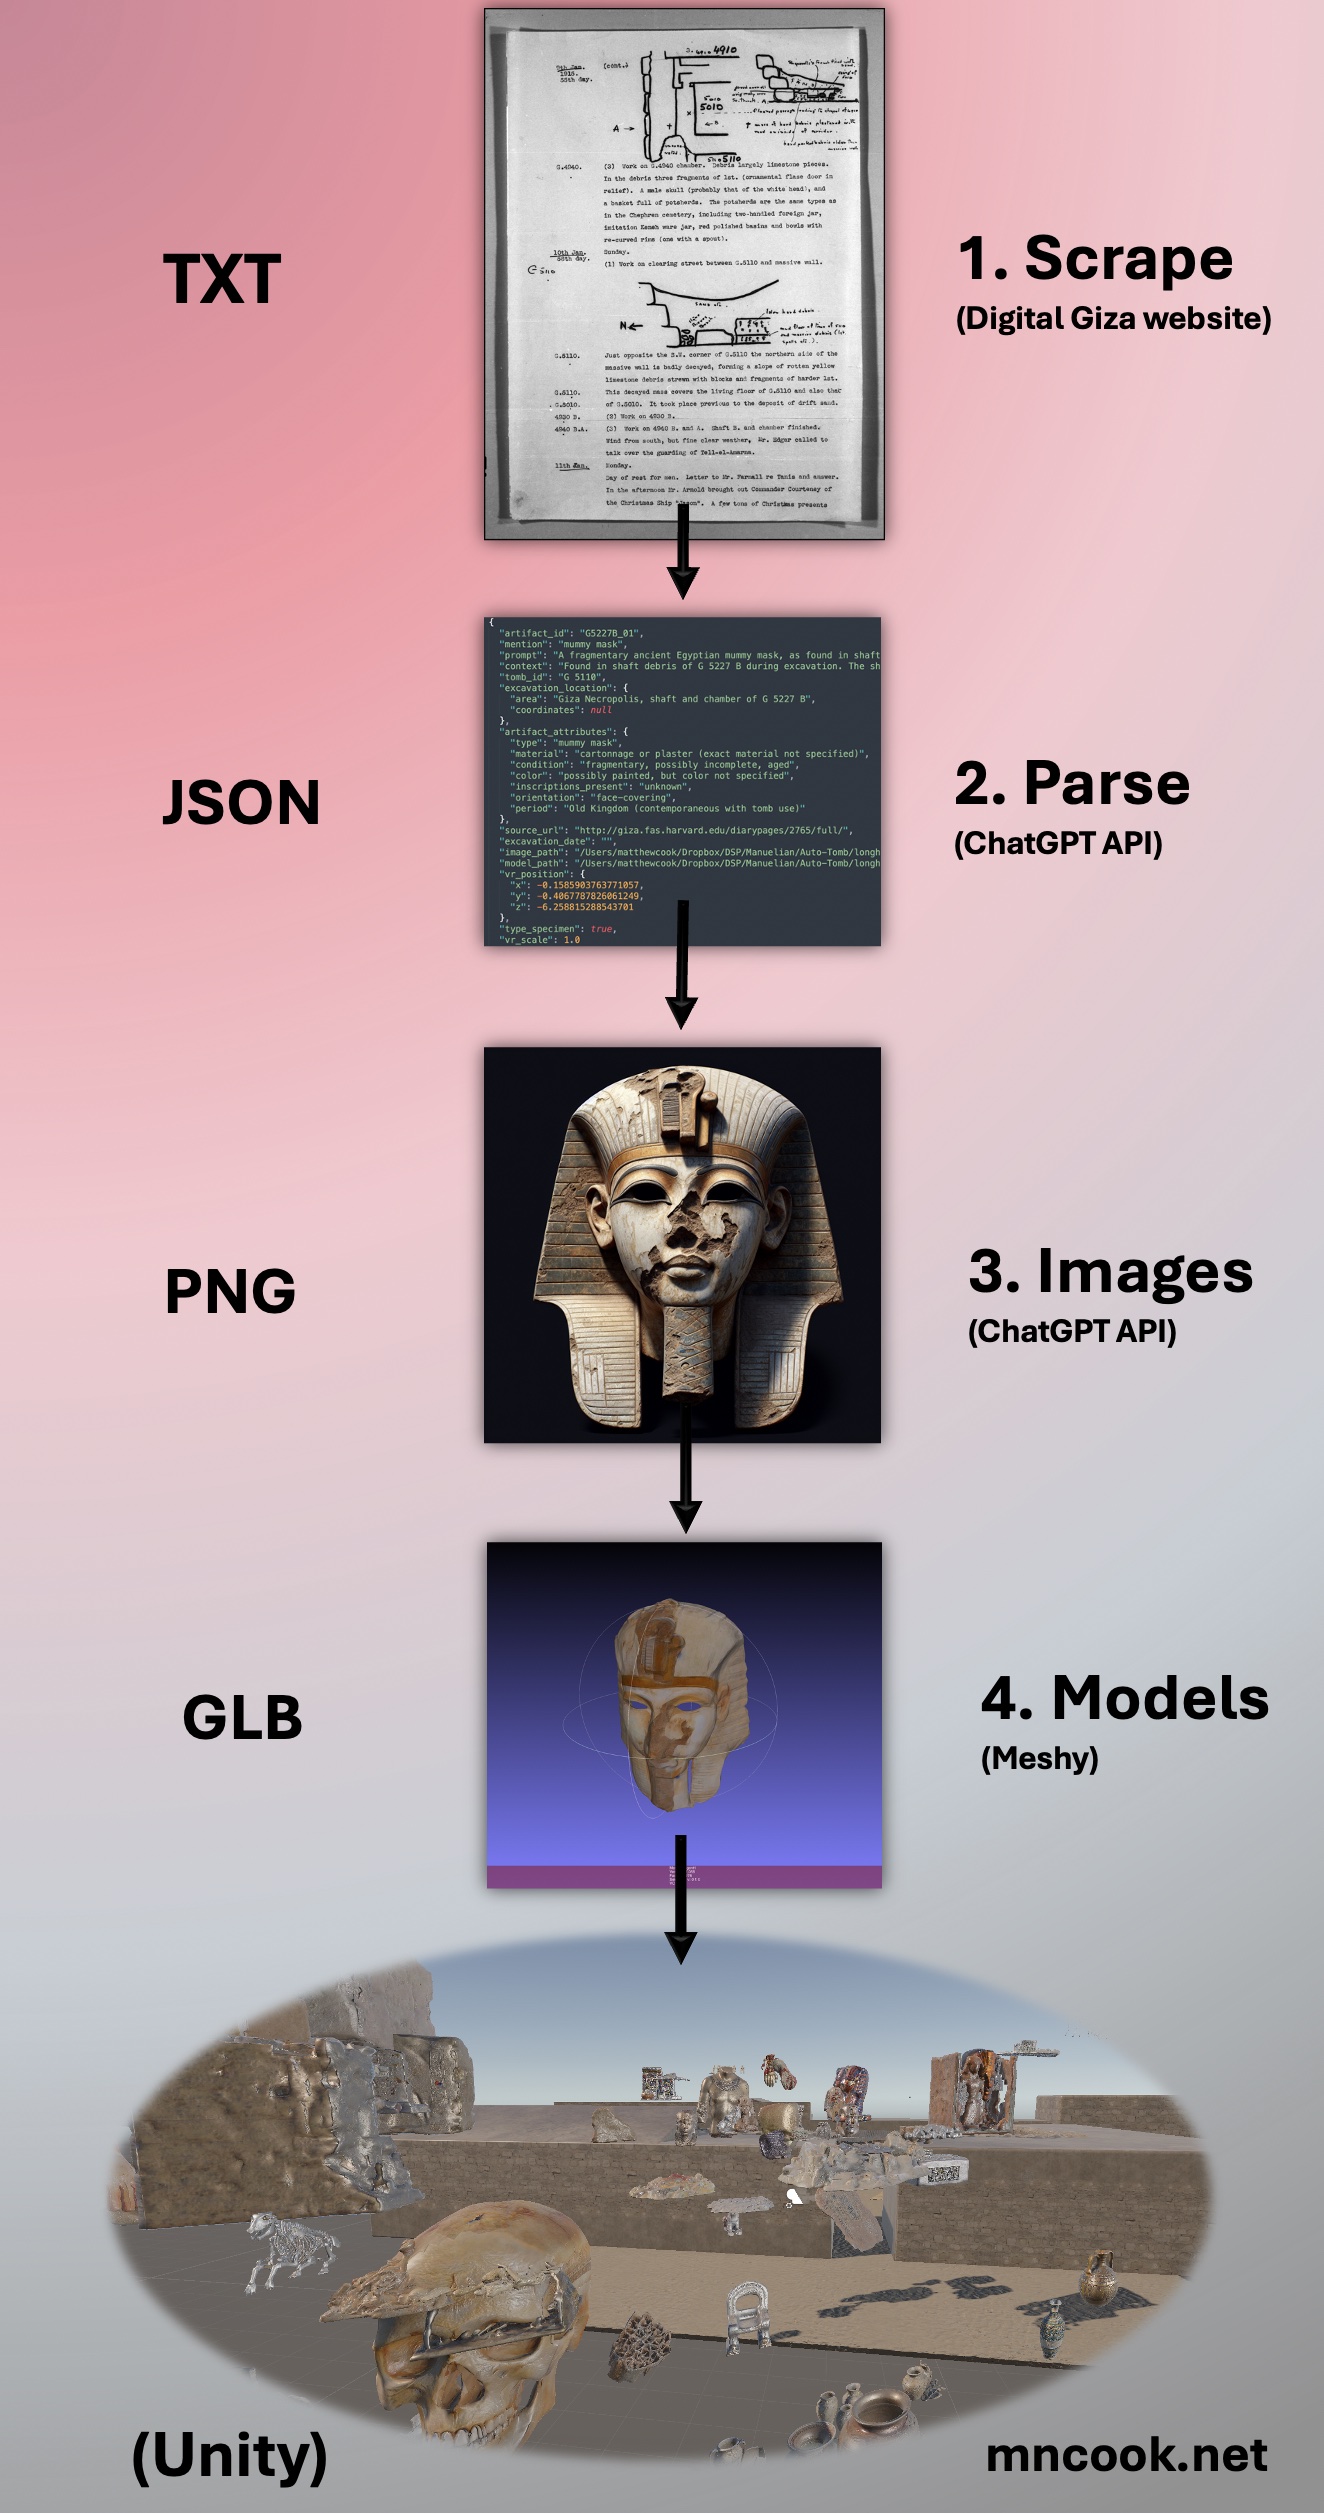 3. 4910
9th Jan.
1915.
55th day.
(cont.)
5010
5010
A →
5110
G.4940.
(3) Work on G.4940 chamber. Debris largely limestone pieces.
In the debris three fragments of lst. (ornamental flase door in
relief). A male skull (probably that of the white head), and
a basket full of potsherds. The potsherds are the same types as
in the Chephren cemetery, including two-handled foreign jar,
imitation Keneh ware jar, red polished basins and bowls with
re-curved rims (one with a spout).
10th Jan.
56th day.
Sunday.
(1) Work on clearing street between G.5110 and massive wall.
N←
G.5110.
Just opposite the S.W. corner of G.5110 the northern side of the
massive wall is badly decayed, forming a slope of rotten yellow
limestone debris strewn with blocks and fragments of harder lst.
G.5110.
This decayed mass covers the living floor of G.5110 and also that
G.5010.
of G.5010. It took place previous to the deposit of drift sand.
4930 B.
(2) Work on 4930 B.
4940 B.A.
(3) Work on 4940 B. and A. Shaft B. and chamber finished.
Wind from south, but fine clear weather. Mr. Edgar called to
talk over the guarding of Tell-el-Amarna.
11th Jan.
Monday.
Day of rest for men. Letter to Mr. Farnall re Tanis and answer.
In the afternoon Mr. Arnold brought out Commander Courtenay of
the Christmas Ship "Jason". A few tons of Christmas presents
TXT
1. Scrape
(Digital Giza website)
{
"artifact_id": "G5227B_01",
"mention": "mummy mask",
"prompt": "A fragmentary ancient Egyptian mummy mask, as found in shaft
"context": "Found in shaft debris of G 5227 B during excavation. The sh
"tomb_id": "G 5110",
"excavation_location": {
"area": "Giza Necropolis, shaft and chamber of G 5227 B",
"coordinates": null
},
"artifact_attributes": {
"type": "mummy mask",
"material": "cartonnage or plaster (exact material not specified)",
"condition": "fragmentary, possibly incomplete, aged",
"color": "possibly painted, but color not specified",
"inscriptions_present": "unknown",
"orientation": "face-covering",
"period": "Old Kingdom (contemporaneous with tomb use)"
},
"source_url": "http://giza.fas.harvard.edu/diarypages/2765/full/",
"excavation_date": "",
"image_path": "/Users/matthewcook/Dropbox/DSP/Manuelian/Auto-Tomb/longh
"model_path": "/Users/matthewcook/Dropbox/DSP/Manuelian/Auto-Tomb/longh
"vr_position": {
"x": -0.1585903763771057,
"y": -0.4067787826061249,
"z": -6.258815288543701
},
"type_specimen": true,
"vr_scale": 1.0
JSON
2. Parse
(ChatGPT API)
PNG
3. Images
(ChatGPT API)
GLB
4. Models
(Meshy)
(Unity)
mncook.net